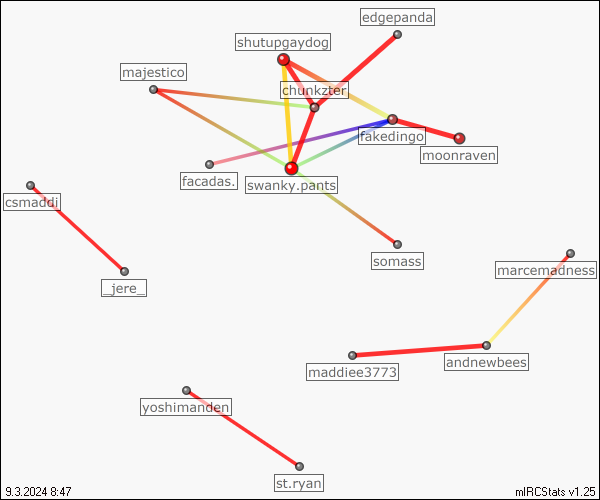 edgepanda
shutupgaydog
majestico
chunkzter
fakedingo
moonraven
facadas.
swanky.pants
csmaddi
somass
marcemadness
_jere_
andnewbees
maddiee3773
yoshimanden
st.ryan
9.3.2024 8:47
mIRCStats v1.25